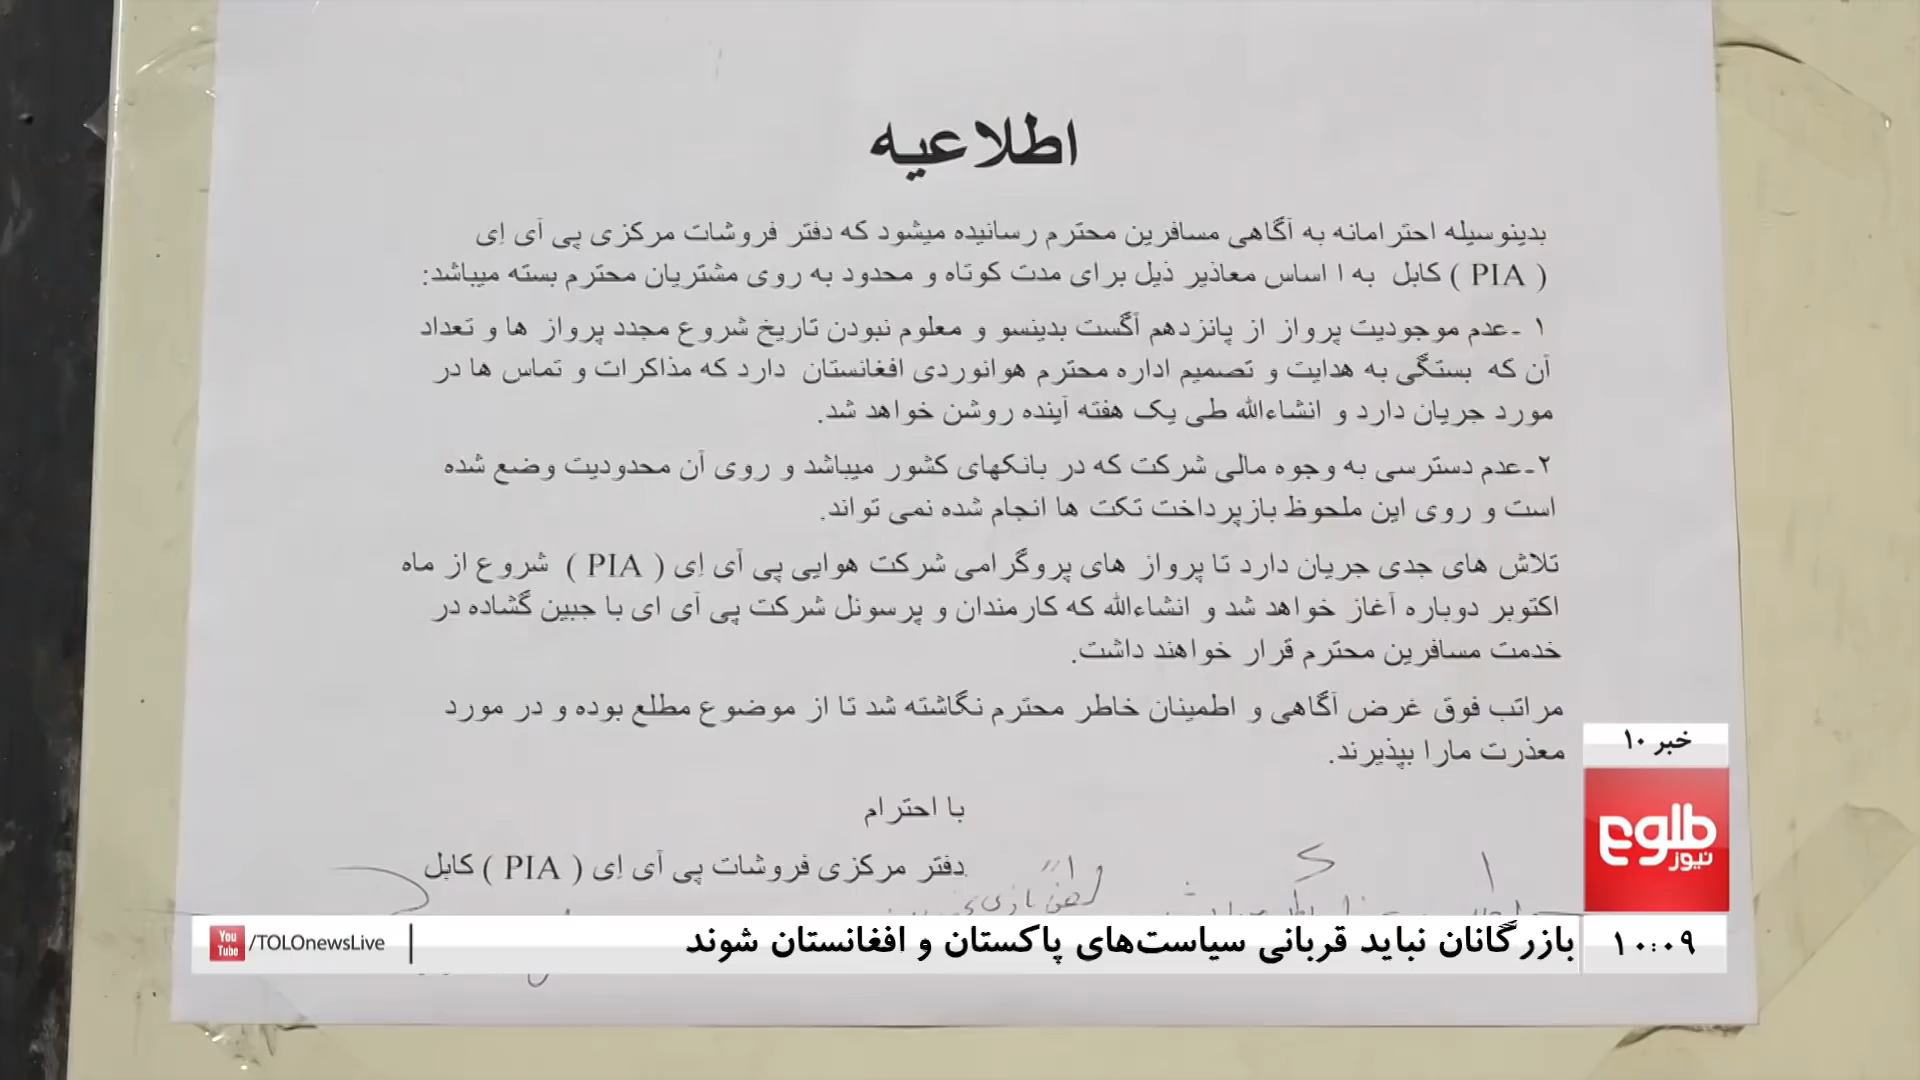 اطلاعیه
بدینوسیله احترامانه به آگاهی مسافرین محترم رسانیده میشود که دفتر فروشات مرکزی پی آی اِی
( PIA ) کابل به ا اساس معاذیر ذیل برای مدت کوتاه و محدود به روی مشتریان محترم بسته میباشد:
۱ -عدم موجودیت پرواز از پانزدهم آگست بدینسو و معلوم نبودن تاریخ شروع مجدد پرواز ها و تعداد
آن که بستگی به هدایت و تصمیم اداره محترم هوانوردی افغانستان دارد که مذاکرات و تماس ها در
مورد جریان دارد و انشاءالله طی یک هفته آینده روشن خواهد شد.
۲-عدم دسترسی به وجوه مالی شرکت که در بانکهای کشور میباشد و روی آن محدودیت وضع شده
است و روی این ملحوظ بازپرداخت تکت ها انجام شده نمی تواند.
تلاش های جدی جریان دارد تا پرواز های پروگرامی شرکت هوایی پی آی اِی ( PIA ) شروع از ماه
اکتوبر دوباره آغاز خواهد شد و انشاءالله که کارمندان و پرسونل شرکت پی آی ای با جبین گشاده در
خدمت مسافرین محترم قرار خواهند داشت.
مراتب فوق غرض آگاهی و اطمینان خاطر محترم نگاشته شد تا از موضوع مطلع بوده و در مورد
معذرت مارا بپذیرند.
با احترام
دفتر مرکزی فروشات پی آی اِی ( PIA ) کابل
خبر ۱۰
طلوع
نیوز
۱۰:۰۹
بازرگانان نباید قربانی سیاست‌های پاکستان و افغانستان شوند
You Tube /TOLOnewsLive